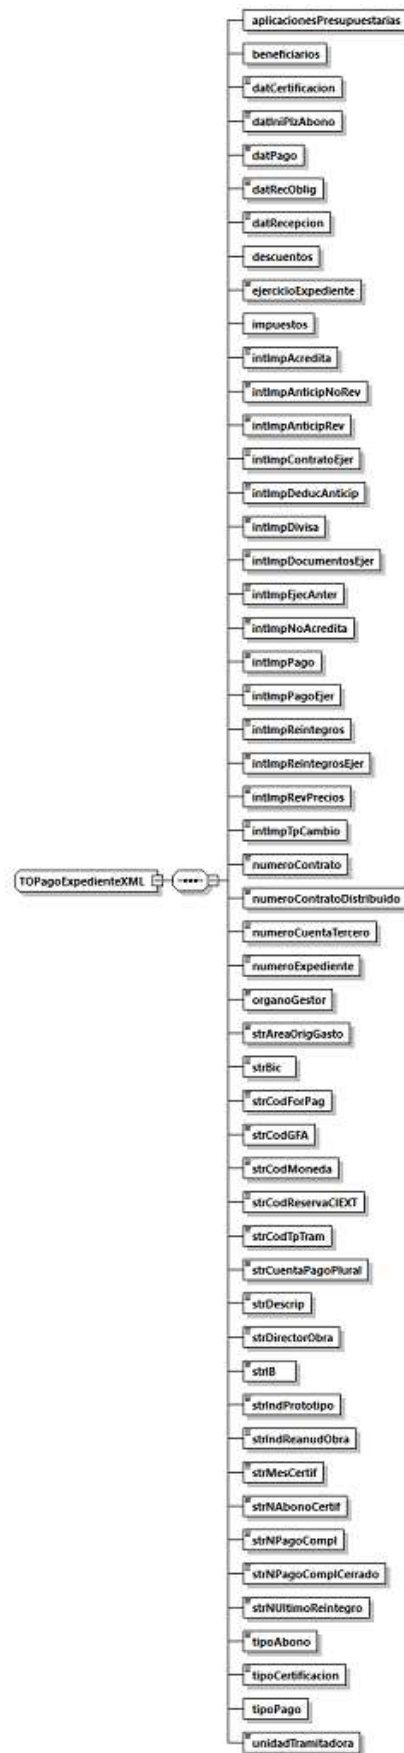 aplicacionesPresupuestarias
beneficiarios
datCertificacion
datIniPlzAbono
datPago
datRecOblig
datRecepcion
descuentos
ejercicioExpediente
impuestos
intImpAcredita
intImpAnticipNoRev
intImpAnticipRev
intImpContratoEjer
intImpDeducAnticip
intImpDivisa
intImpDocumentosEjer
intImpEjecAnter
intImpNoAcredita
intImpPago
intImpPagoEjer
intImpReintegros
intImpReintegrosEjer
intImpRevPrecios
intImpTpCambio
numeroContrato
TOPagoExpedienteXML
numeroContratoDistribuido
numeroCuentaTercero
numeroExpediente
organoGestor
strAreaOrigGasto
strBic
strCodForPag
strCodGFA
strCodMoneda
strCodReservaCIEXT
strCodTpTram
strCuentaPagoPlural
strDescrip
strDirectorObra
strIB
strIndPrototipo
strIndReanudObra
strMesCertif
strNAbonoCertif
strNPagoCompl
strNPagoComplCerrado
strNUltimoReintegro
tipoAbono
tipoCertificacion
tipoPago
unidadTramitadora